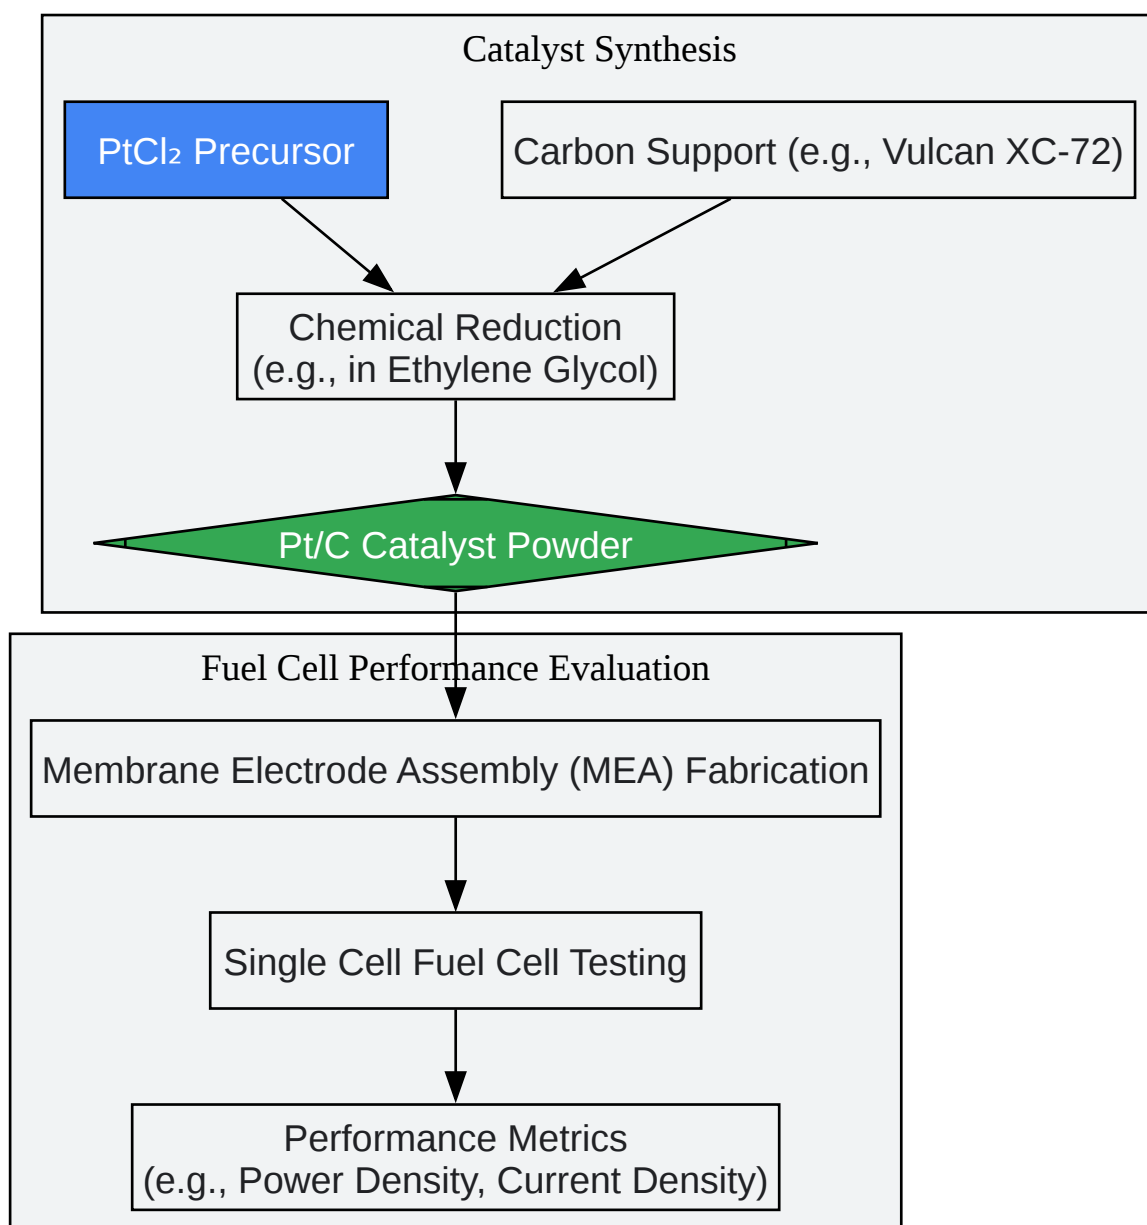 Catalyst Synthesis
PtCl₂ Precursor
Carbon Support (e.g., Vulcan XC-72)
Chemical Reduction
(e.g., in Ethylene Glycol)
Pt/C Catalyst Powder
Fuel Cell Performance Evaluation
Membrane Electrode Assembly (MEA) Fabrication
Single Cell Fuel Cell Testing
Performance Metrics
(e.g., Power Density, Current Density)